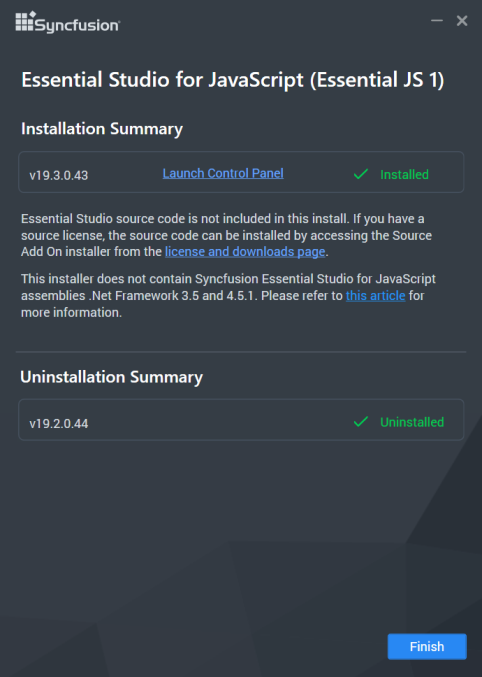 Syncfusion
Essential Studio for JavaScript (Essential JS 1)
Installation Summary
v19.3.0.43 Launch Control Panel Installed
Essential Studio source code is not included in this install. If you have a
source license, the source code can be installed by accessing the Source
Add On installer from the license and downloads page.
This installer does not contain Syncfusion Essential Studio for JavaScript
assemblies .Net Framework 3.5 and 4.5.1. Please refer to this article for
more information.
Uninstallation Summary
v19.2.0.44 Uninstalled
Finish